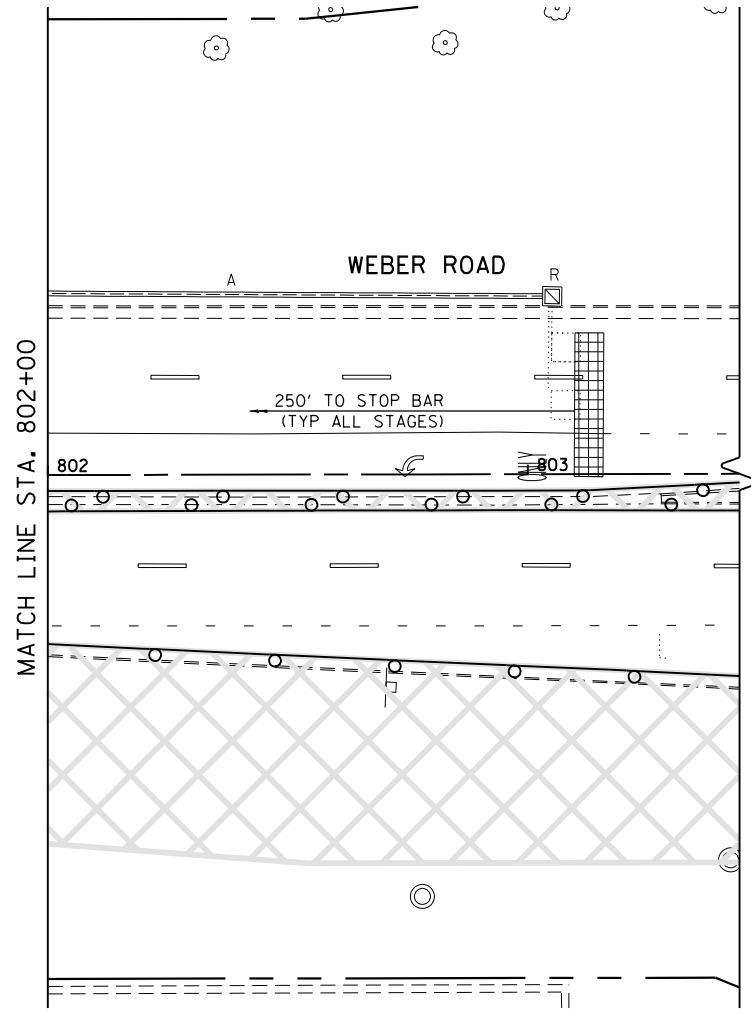 WEBER ROAD
A
R
250' TO STOP BAR
(TYP ALL STAGES)
802
803
MATCH LINE STA. 802+00